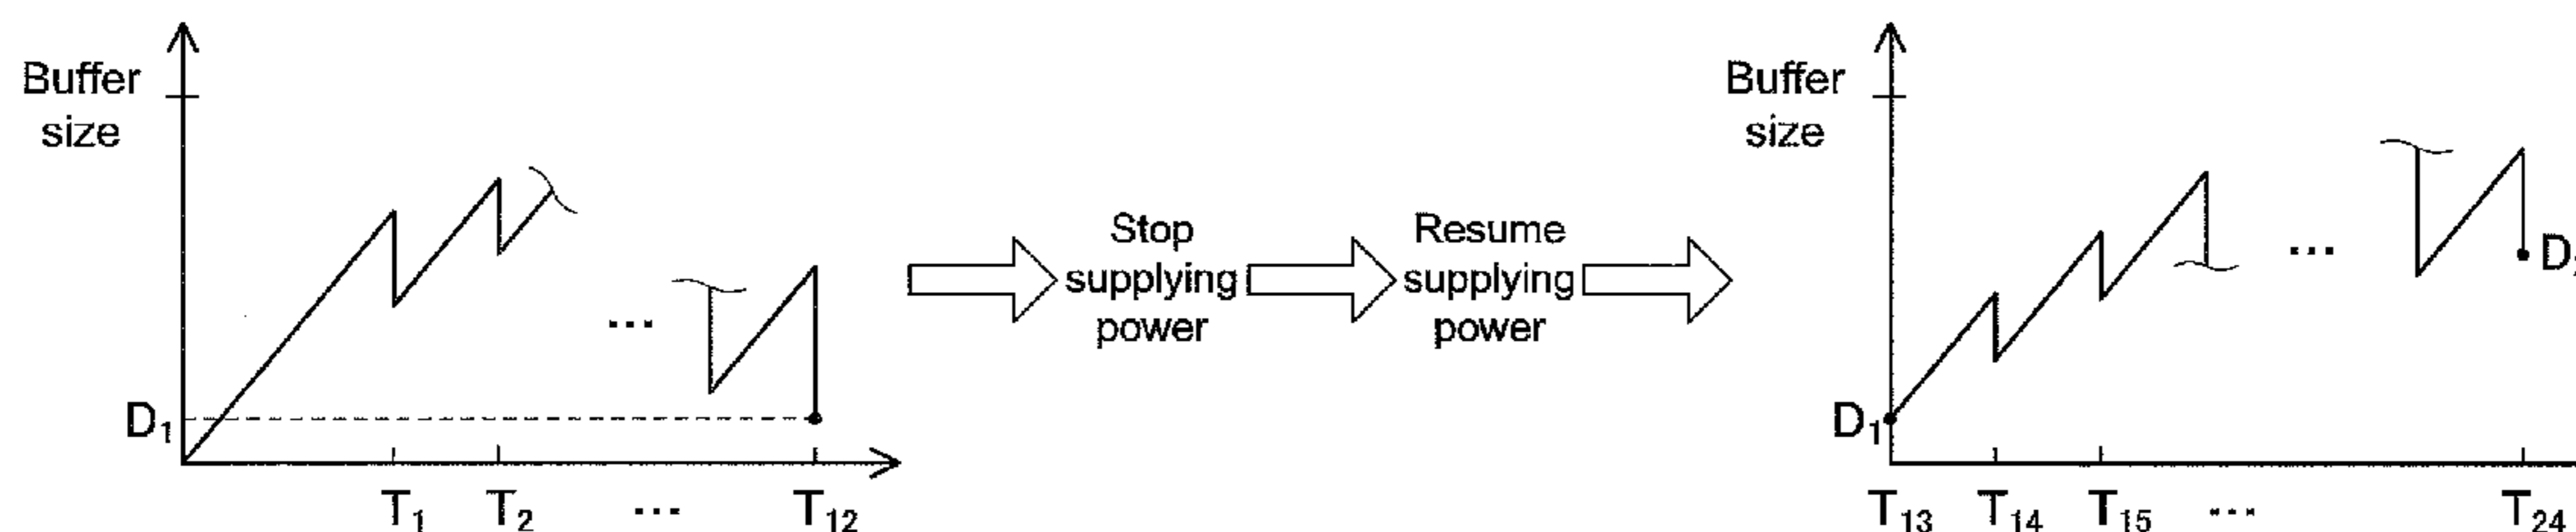 Buffer
size
D₁
T₁ T₂ ... T₁₂
Stop
supplying
power
Resume
supplying
power
Buffer
size
...
D
D₁
T₁₃ T₁₄ T₁₅ ... T₂₄